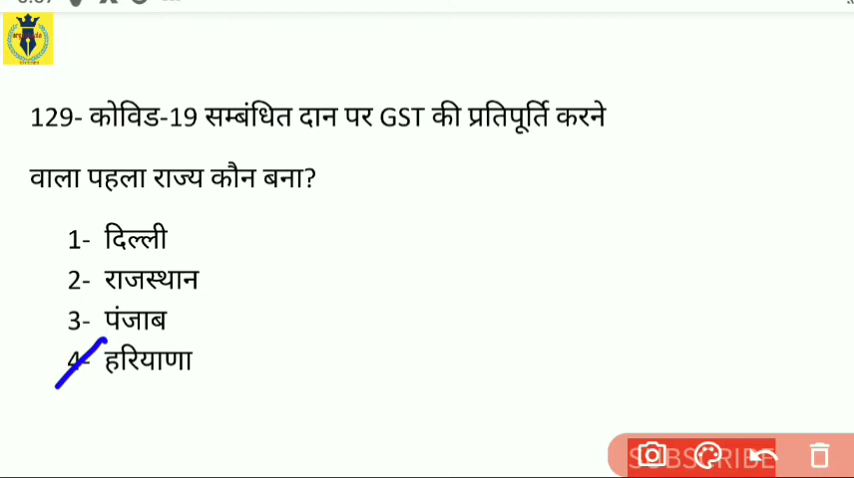 129- कोविड-19 सम्बंधित दान पर GST की प्रतिपूर्ति करने
वाला पहला राज्य कौन बना?
1- दिल्ली
2- राजस्थान
3- पंजाब
4- हरियाणा
SUBSCRIBE